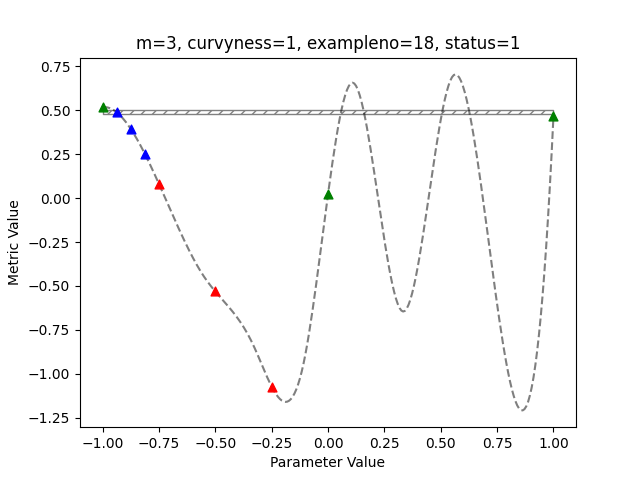 m=3, curvyness=1, exampleno=18, status=1
0.75
0.50
0.25
0.00
−0.25
−0.50
−0.75
−1.00
−1.25
Metric Value
−1.00 −0.75 −0.50 −0.25 0.00 0.25 0.50 0.75 1.00
Parameter Value